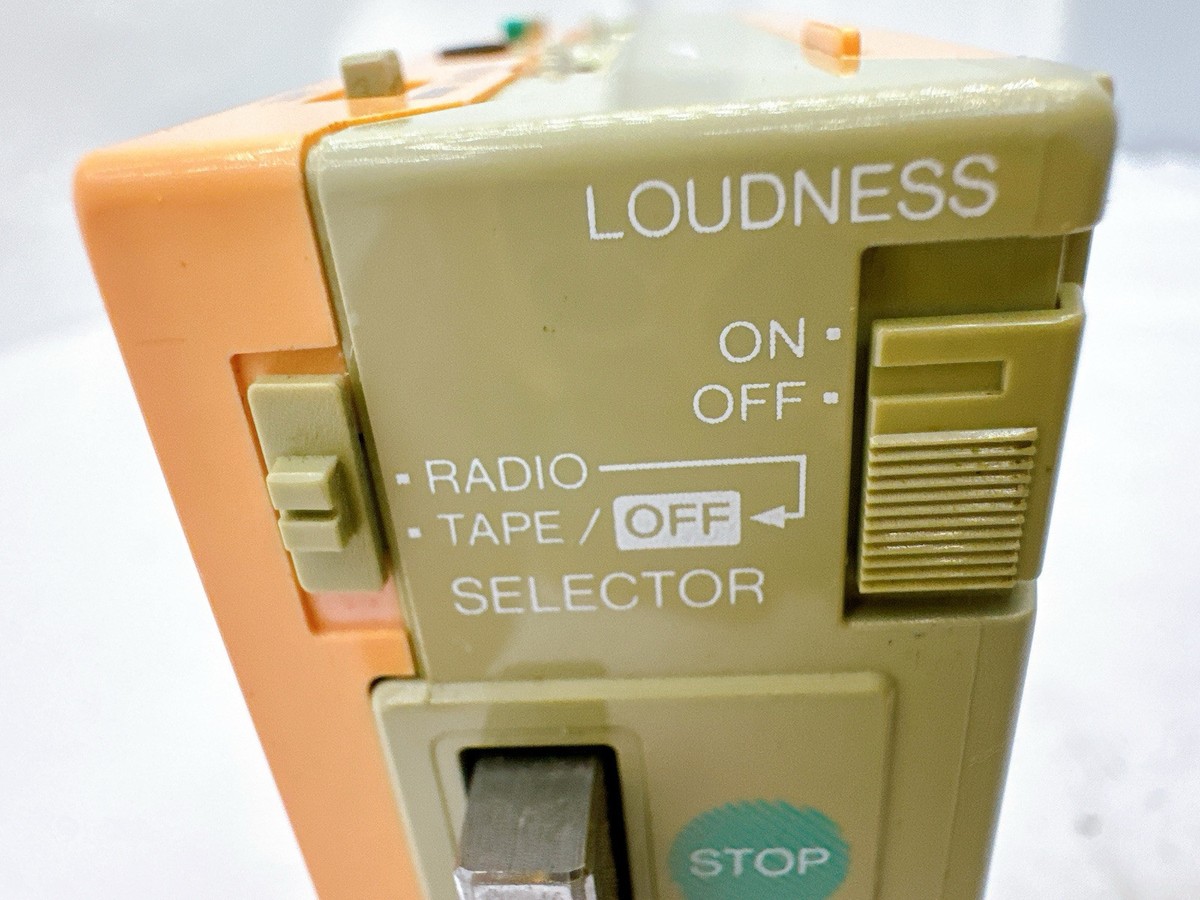 LOUDNESS
ON
OFF
RADIO
TAPE / OFF
SELECTOR
STOP